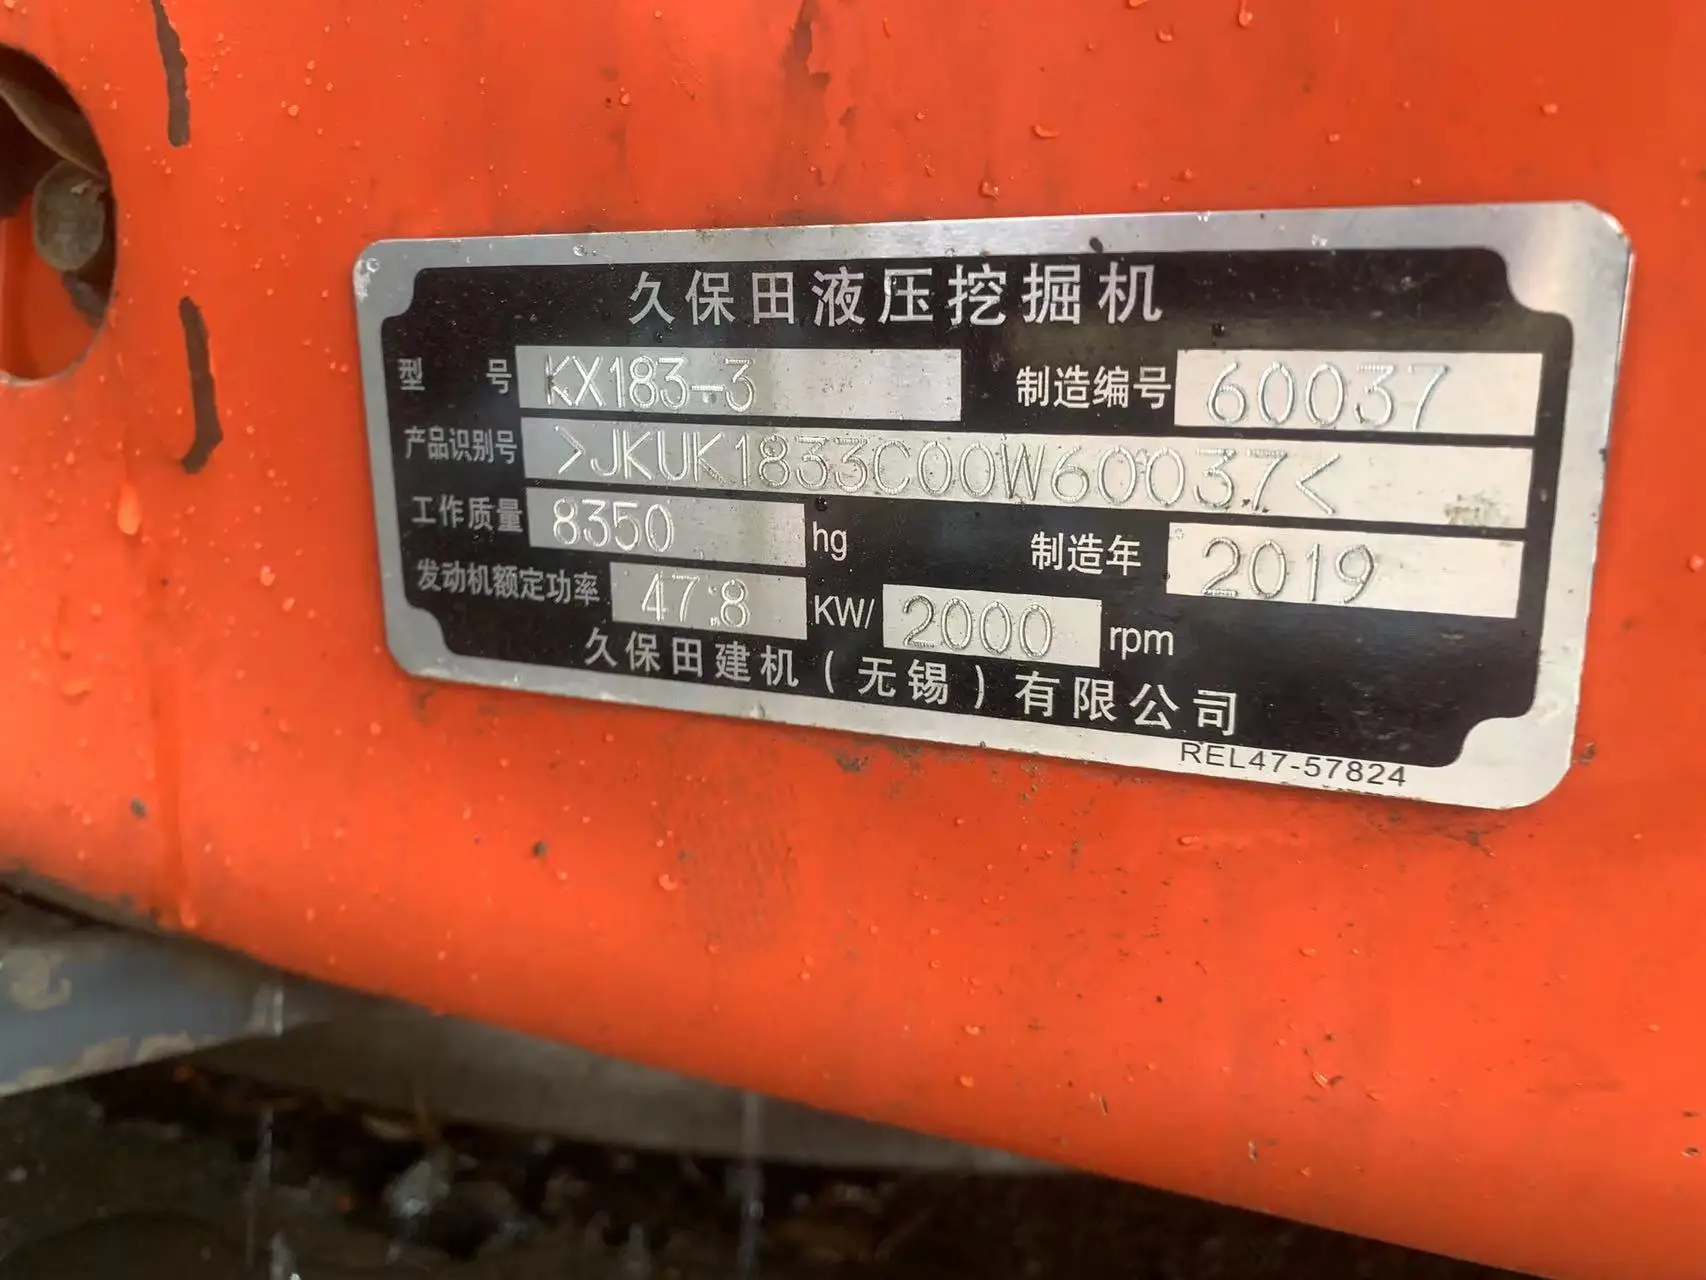 久保田液压挖掘机
型 号 KX183-3 制造编号 60037
产品识别号 >JKUK1833C00W60037<
工作质量 8350 hg 制造年 2019
发动机额定功率 47.8 KW/ 2000 rpm
久保田建机(无锡)有限公司
REL47-57824